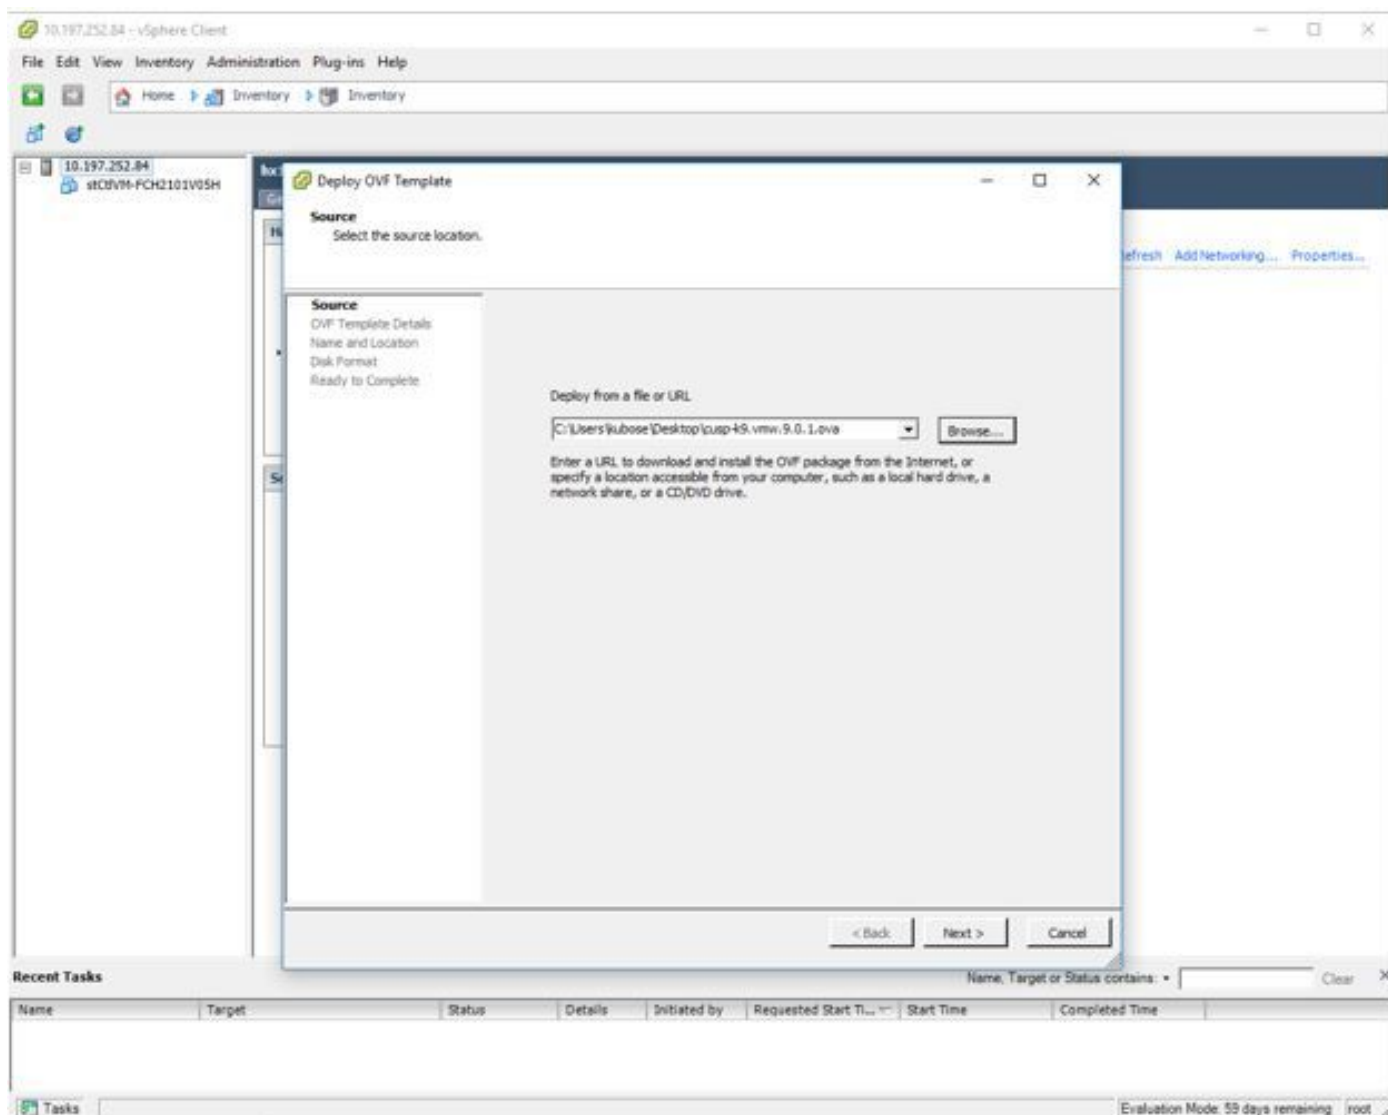 10.197.252.84 - vSphere Client
File Edit View Inventory Administration Plug-ins Help
Home Inventory Inventory
10.197.252.84
stCtlVM-FCH2101V05H
Deploy OVF Template
Source
Select the source location.
Refresh Add Networking... Properties...
Source
OVF Template Details
Name and Location
Disk Format
Ready to Complete
Deploy from a file or URL
C:\Users\kubose\Desktop\cusp-k9.vmw.9.0.1.ova
Browse...
Enter a URL to download and install the OVF package from the Internet, or
specify a location accessible from your computer, such as a local hard drive, a
network share, or a CD/DVD drive.
< Back Next > Cancel
Recent Tasks Name, Target or Status contains: Clear
Name Target Status Details Initiated by Requested Start Ti... Start Time Completed Time
Tasks Evaluation Mode: 59 days remaining root